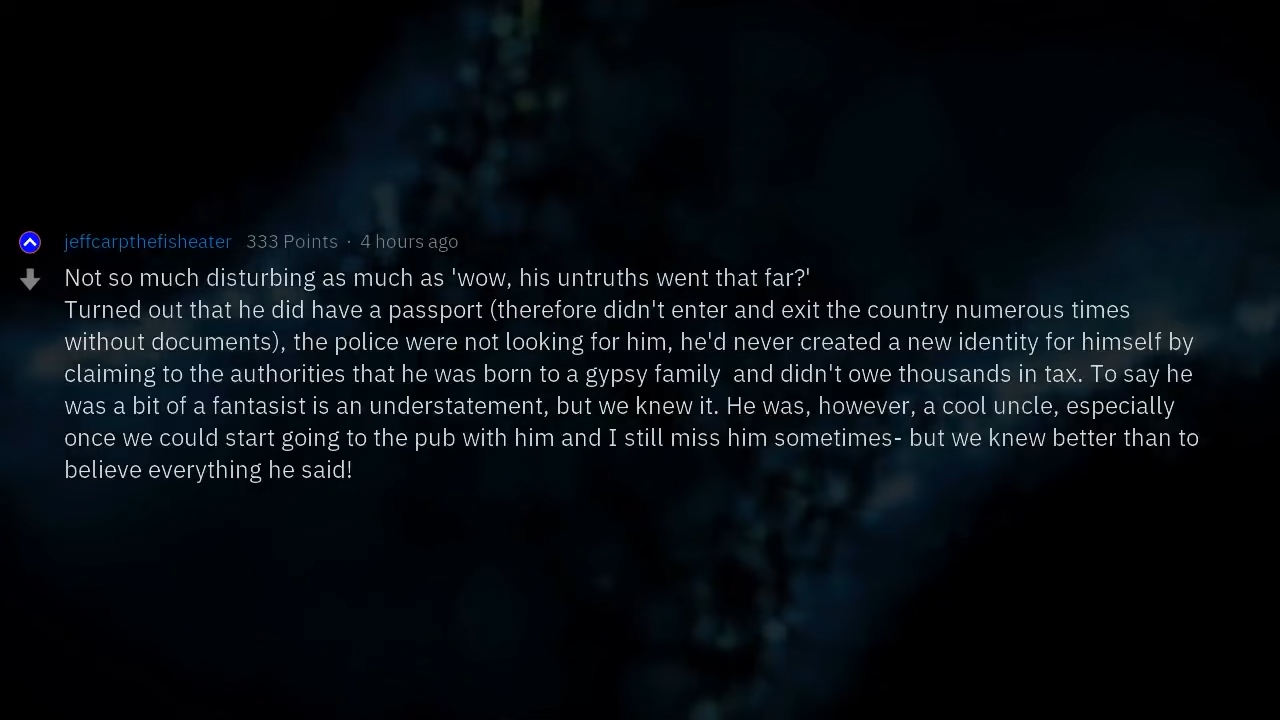 jeffcarpthefisheater 333 Points · 4 hours ago
Not so much disturbing as much as 'wow, his untruths went that far?'
Turned out that he did have a passport (therefore didn't enter and exit the country numerous times
without documents), the police were not looking for him, he'd never created a new identity for himself by
claiming to the authorities that he was born to a gypsy family  and didn't owe thousands in tax. To say he
was a bit of a fantasist is an understatement, but we knew it. He was, however, a cool uncle, especially
once we could start going to the pub with him and I still miss him sometimes- but we knew better than to
believe everything he said!